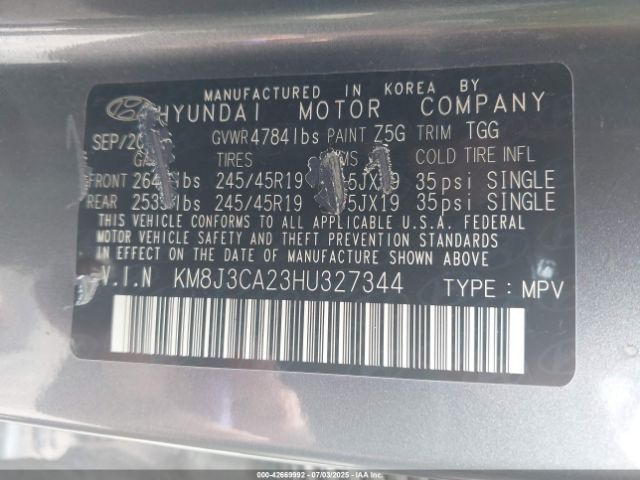 MANUFACTURED IN KOREA BY
HYUNDAI MOTOR COMPANY
GVWR 4784lbs PAINT Z5G TRIM TGG
TIRES COLD TIRE INFL
FRONT 245/45R19 35psi SINGLE
REAR 245/45R19 35psi SINGLE
THIS VEHICLE CONFORMS TO ALL APPLICABLE U.S.A. FEDERAL
MOTOR VEHICLE SAFETY, BUMPER, AND THEFT PREVENTION STANDARDS
IN EFFECT ON THE DATE OF MANUFACTURE SHOWN ABOVE
V.I.N KM8J3CA23HU327344 TYPE : MPV
000-42669992 | 07/03/2025 | © IAA Holdings, LLC